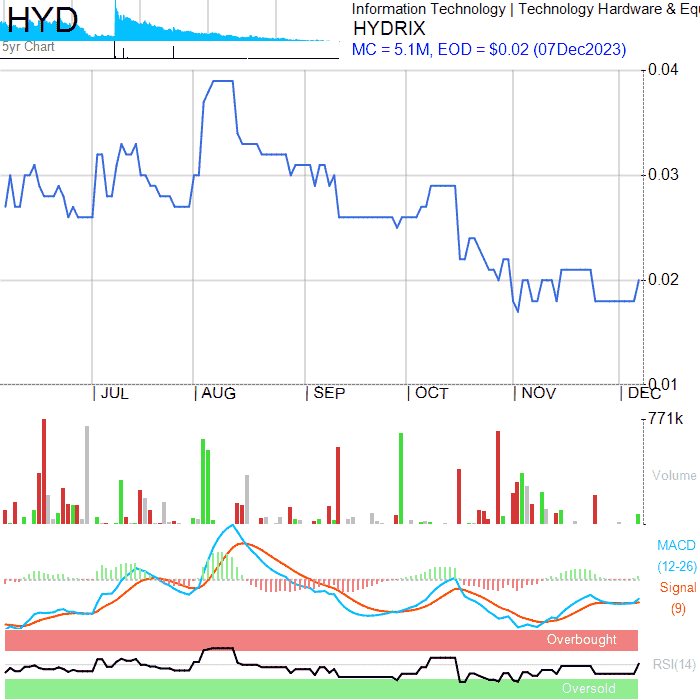 HYD
5yr Chart
Information Technology | Technology Hardware & Equ
HYDRIX
MC = 5.1M, EOD = $0.02 (07Dec2023)
0.04
0.03
0.02
0.01
JUL AUG SEP OCT NOV DEC
771k
Volume
MACD
(12-26)
Signal
(9)
Overbought
RSI(14)
Oversold